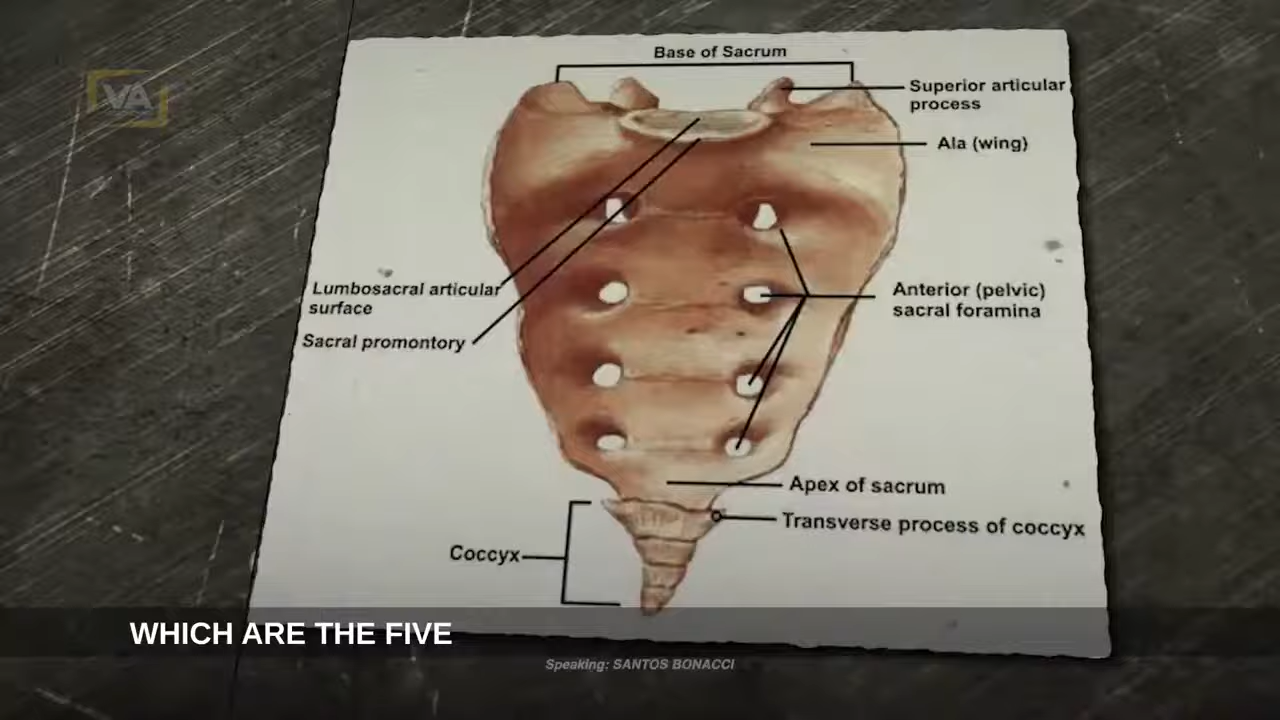 VA
Base of Sacrum
Superior articular
process
Ala (wing)
Lumbosacral articular
surface
Sacral promontory
Anterior (pelvic)
sacral foramina
Apex of sacrum
Transverse process of coccyx
Coccyx
WHICH ARE THE FIVE
Speaking: SANTOS BONACCI